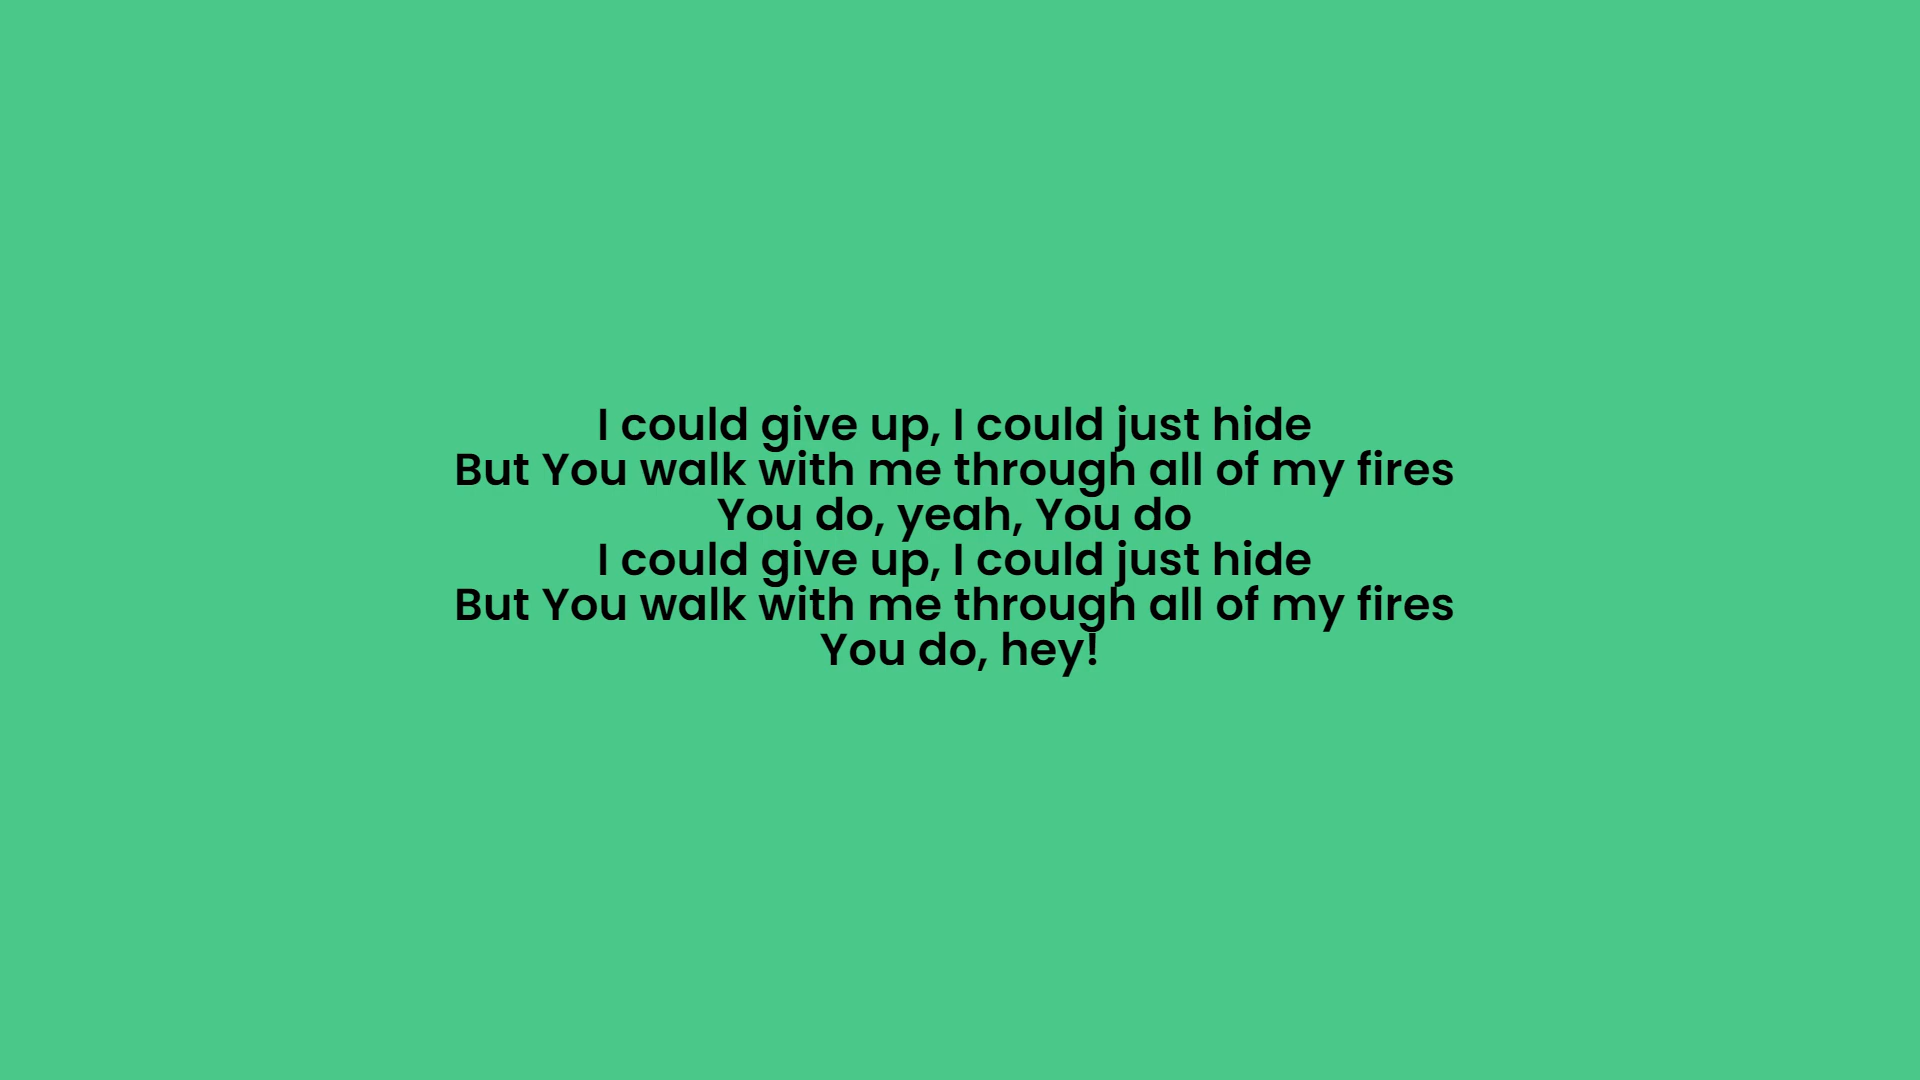 I could give up, I could just hide
But You walk with me through all of my fires
You do, yeah, You do
I could give up, I could just hide
But You walk with me through all of my fires
You do, hey!